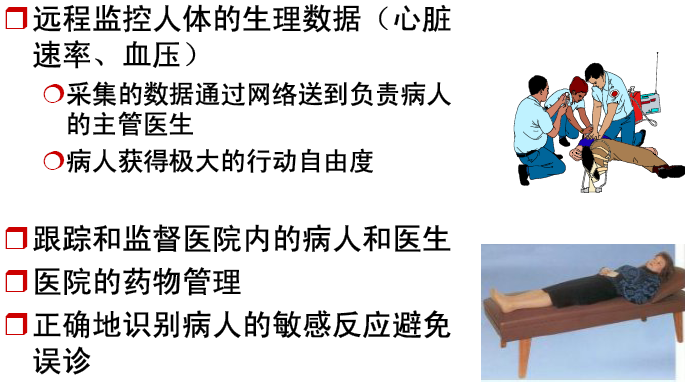 远程监控人体的生理数据（心脏
速率、血压）
采集的数据通过网络送到负责病人
的主管医生
病人获得极大的行动自由度
跟踪和监督医院内的病人和医生
医院的药物管理
正确地识别病人的敏感反应避免
误诊